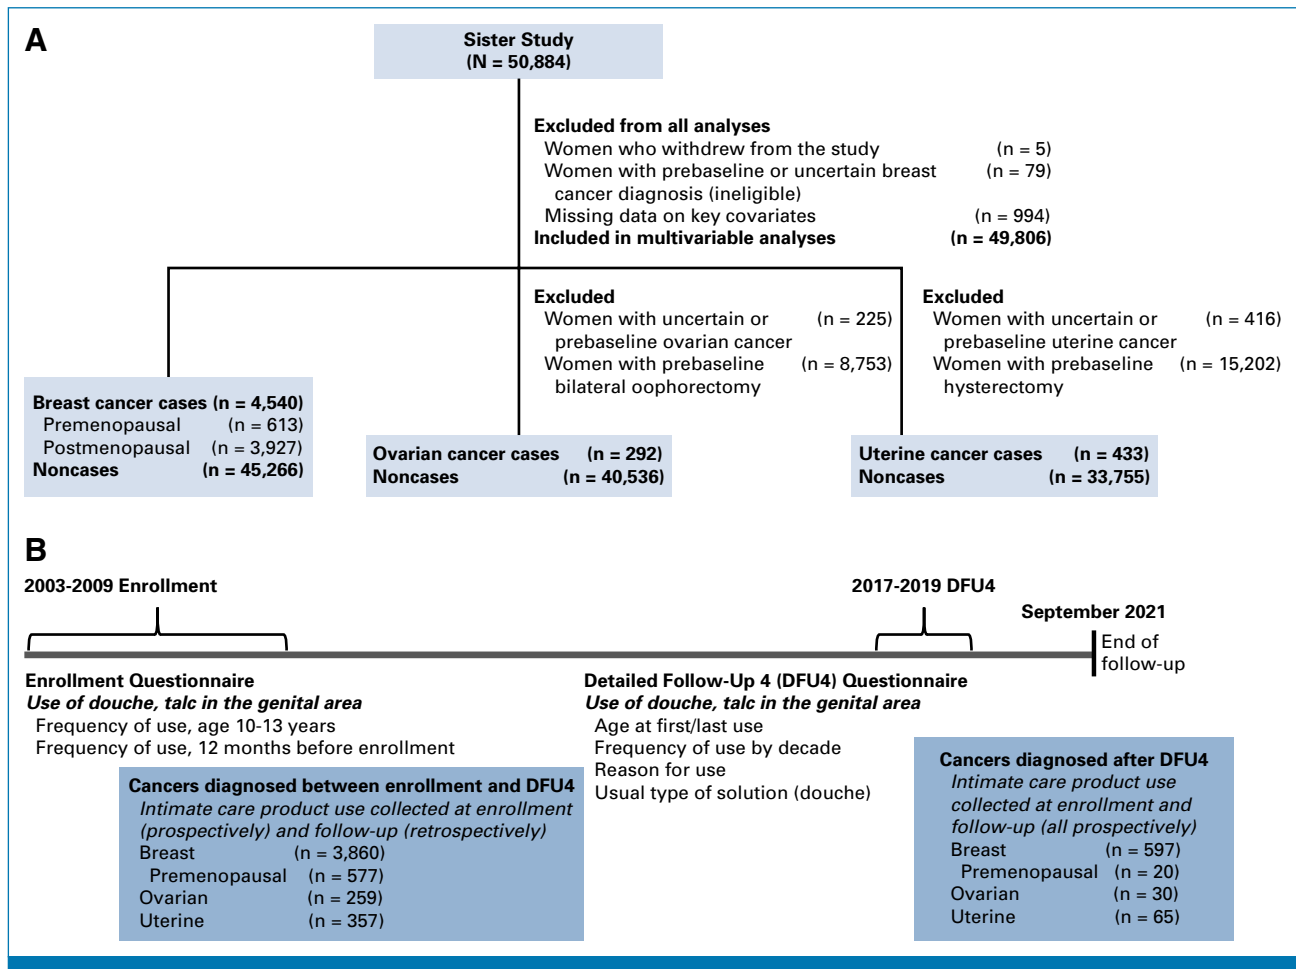 A
Sister Study
(N = 50,884)
Excluded from all analyses
Women who withdrew from the study (n = 5)
Women with prebaseline or uncertain breast (n = 79)
cancer diagnosis (ineligible)
Missing data on key covariates (n = 994)
Included in multivariable analyses (n = 49,806)
Excluded
Women with uncertain or (n = 225)
prebaseline ovarian cancer
Women with prebaseline (n = 8,753)
bilateral oophorectomy
Excluded
Women with uncertain or (n = 416)
prebaseline uterine cancer
Women with prebaseline (n = 15,202)
hysterectomy
Breast cancer cases (n = 4,540)
Premenopausal (n = 613)
Postmenopausal (n = 3,927)
Noncases (n = 45,266)
Ovarian cancer cases (n = 292)
Noncases (n = 40,536)
Uterine cancer cases (n = 433)
Noncases (n = 33,755)
B
2003-2009 Enrollment
2017-2019 DFU4
September 2021
End of
follow-up
Enrollment Questionnaire
Use of douche, talc in the genital area
Frequency of use, age 10-13 years
Frequency of use, 12 months before enrollment
Cancers diagnosed between enrollment and DFU4
Intimate care product use collected at enrollment
(prospectively) and follow-up (retrospectively)
Breast (n = 3,860)
Premenopausal (n = 577)
Ovarian (n = 259)
Uterine (n = 357)
Detailed Follow-Up 4 (DFU4) Questionnaire
Use of douche, talc in the genital area
Age at first/last use
Frequency of use by decade
Reason for use
Usual type of solution (douche)
Cancers diagnosed after DFU4
Intimate care product use
collected at enrollment and
follow-up (all prospectively)
Breast (n = 597)
Premenopausal (n = 20)
Ovarian (n = 30)
Uterine (n = 65)